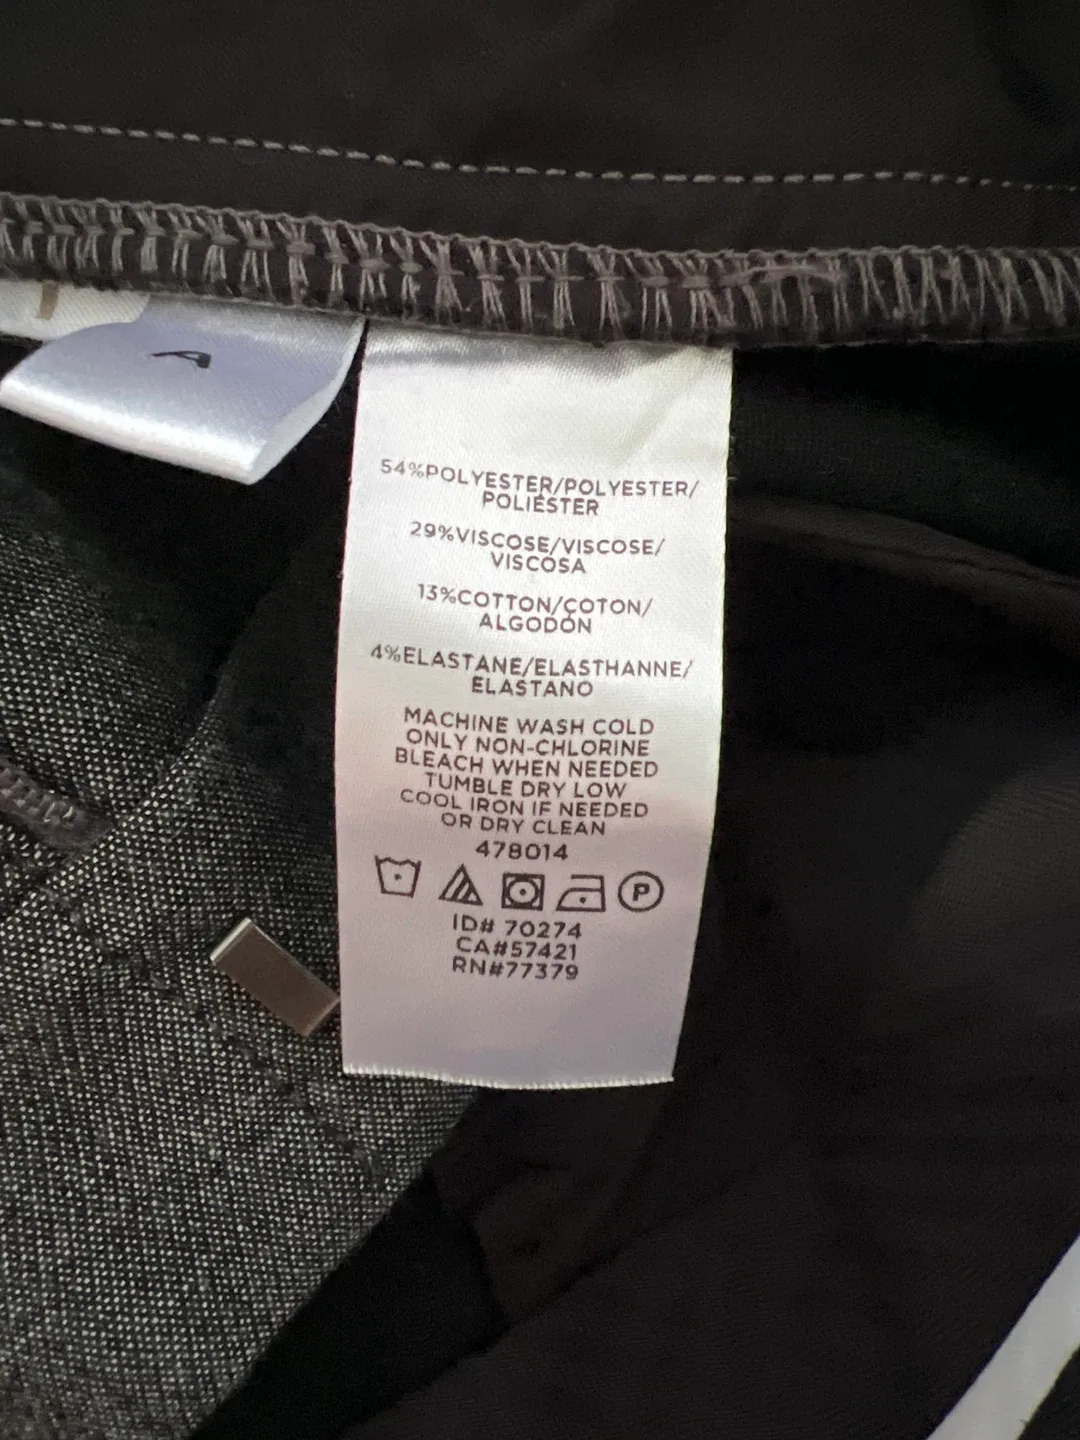 54%POLYESTER/POLYESTER/
POLIÉSTER
29%VISCOSE/VISCOSE/
VISCOSA
13%COTTON/COTON/
ALGODÓN
4%ELASTANE/ELASTHANNE/
ELASTANO
MACHINE WASH COLD
ONLY NON-CHLORINE
BLEACH WHEN NEEDED
TUMBLE DRY LOW
COOL IRON IF NEEDED
OR DRY CLEAN
478014
P
ID# 70274
CA#57421
RN#77379